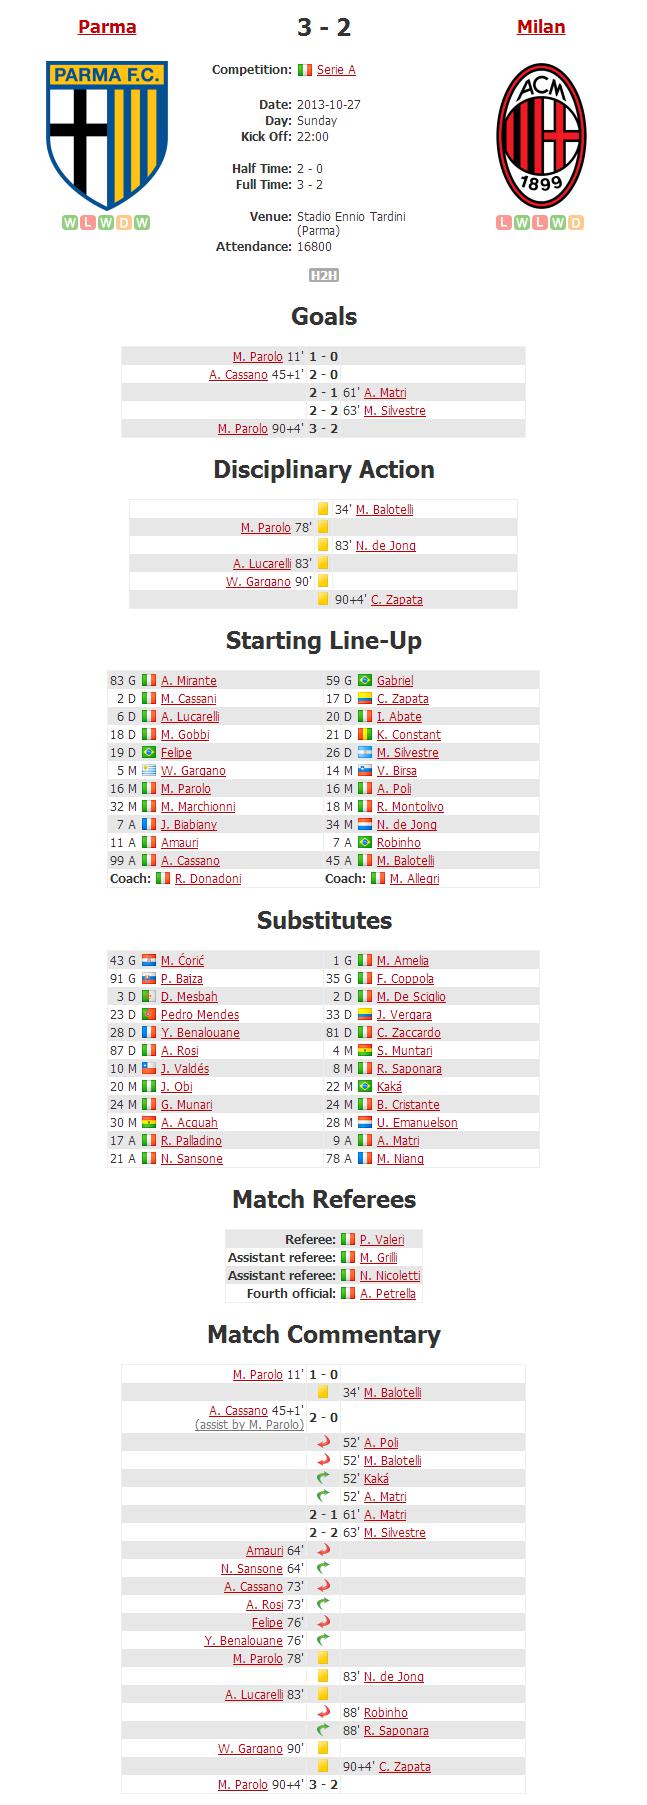 Parma 3 - 2 Milan
PARMA F.C.
ACM
1899
Competition: Serie A
Date: 2013-10-27
Day: Sunday
Kick Off: 22:00
Half Time: 2 - 0
Full Time: 3 - 2
Venue: Stadio Ennio Tardini
(Parma)
Attendance: 16800
W L W D W
L W L W D
H2H
Goals
M. Parolo 11' 1 - 0
A. Cassano 45+1' 2 - 0
2 - 1 61' A. Matri
2 - 2 63' M. Silvestre
M. Parolo 90+4' 3 - 2
Disciplinary Action
34' M. Balotelli
M. Parolo 78'
83' N. de Jong
A. Lucarelli 83'
W. Gargano 90'
90+4' C. Zapata
Starting Line-Up
83 G A. Mirante 59 G Gabriel
2 D M. Cassani 17 D C. Zapata
6 D A. Lucarelli 20 D I. Abate
18 D M. Gobbi 21 D K. Constant
19 D Felipe 26 D M. Silvestre
5 M W. Gargano 14 M V. Birsa
16 M M. Parolo 16 M A. Poli
32 M M. Marchionni 18 M R. Montolivo
7 A J. Biabiany 34 M N. de Jong
11 A Amauri 7 A Robinho
99 A A. Cassano 45 A M. Balotelli
Coach: R. Donadoni Coach: M. Allegri
Substitutes
43 G M. Ćorić 1 G M. Amelia
91 G P. Bajza 35 G F. Coppola
3 D D. Mesbah 2 D M. De Sciglio
23 D Pedro Mendes 33 D J. Vergara
28 D Y. Benalouane 81 D C. Zaccardo
87 D A. Rosi 4 M S. Muntari
10 M J. Valdés 8 M R. Saponara
20 M J. Obi 22 M Kaká
24 M G. Munari 24 M B. Cristante
30 M A. Acquah 28 M U. Emanuelson
17 A R. Palladino 9 A A. Matri
21 A N. Sansone 78 A M. Niang
Match Referees
Referee: P. Valeri
Assistant referee: M. Grilli
Assistant referee: N. Nicoletti
Fourth official: A. Petrella
Match Commentary
M. Parolo 11' 1 - 0
34' M. Balotelli
A. Cassano 45+1' 2 - 0
(assist by M. Parolo)
52' A. Poli
52' M. Balotelli
52' Kaká
52' A. Matri
2 - 1 61' A. Matri
2 - 2 63' M. Silvestre
Amauri 64'
N. Sansone 64'
A. Cassano 73'
A. Rosi 73'
Felipe 76'
Y. Benalouane 76'
M. Parolo 78'
83' N. de Jong
A. Lucarelli 83'
88' Robinho
88' R. Saponara
W. Gargano 90'
90+4' C. Zapata
M. Parolo 90+4' 3 - 2